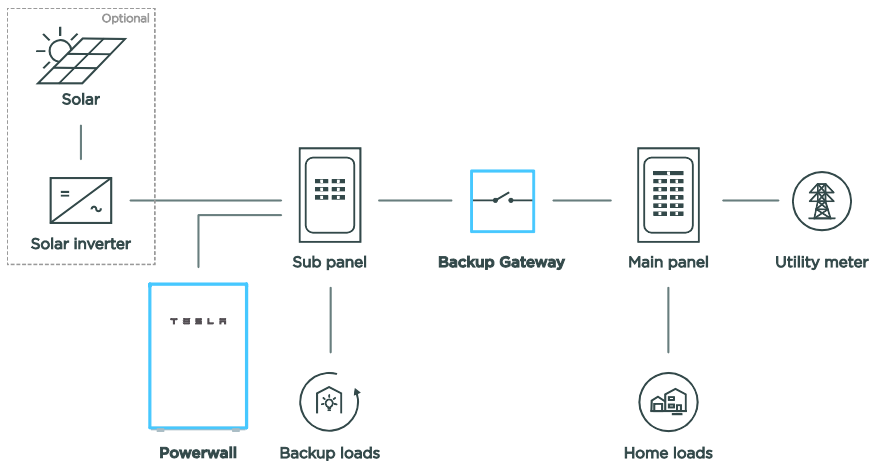 Optional
Solar
Solar inverter
Sub panel
Backup Gateway
Main panel
Utility meter
TESLA
Powerwall
Backup loads
Home loads